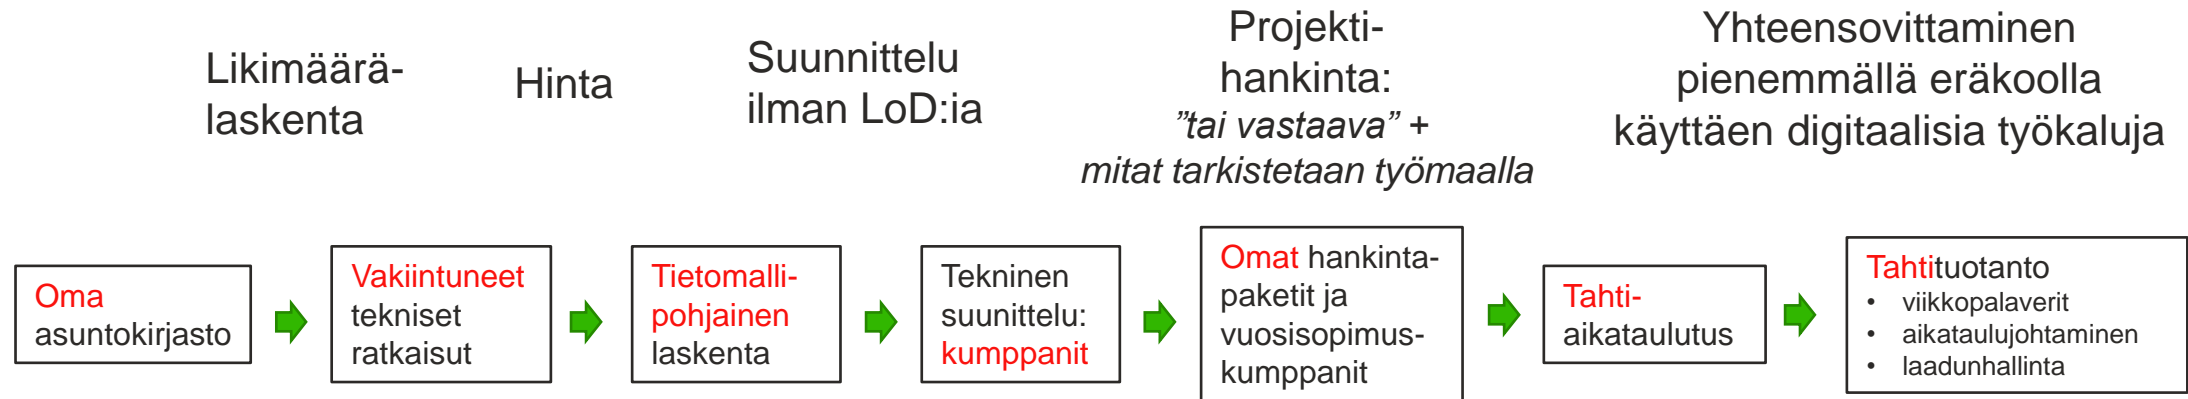 Likimäärä-
laskenta
Hinta
Suunnittelu
ilman LoD:ia
Projekti-
hankinta:
”tai vastaava” +
mitat tarkistetaan työmaalla
Yhteensovittaminen
pienemmällä eräkoolla
käyttäen digitaalisia työkaluja
Oma
asuntokirjasto
Vakiintuneet
tekniset
ratkaisut
Tietomalli-
pohjainen
laskenta
Tekninen
suunittelu:
kumppanit
Omat hankinta-
paketit ja
vuosisopimus-
kumppanit
Tahti-
aikataulutus
Tahtituotanto
• viikkopalaverit
• aikataulujohtaminen
• laadunhallinta